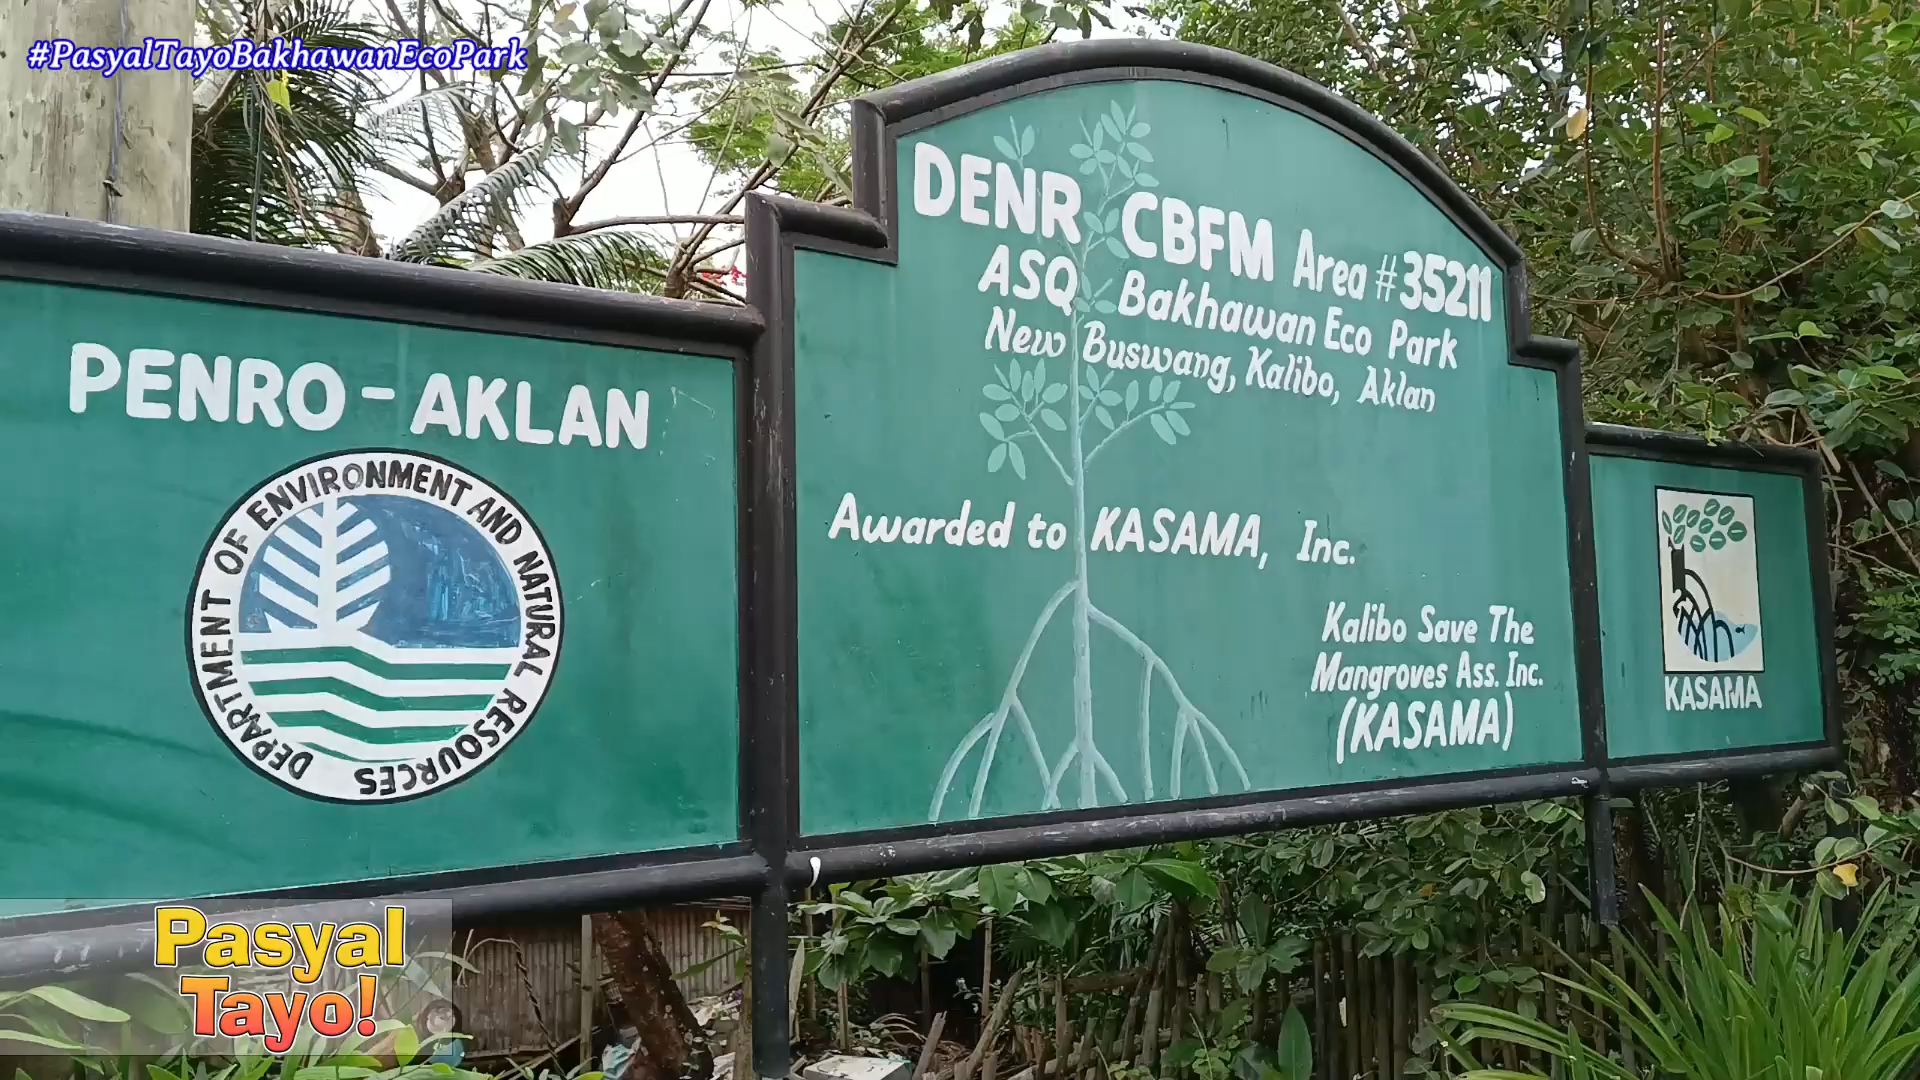 #PasyalTayoBakhawanEcoPark
PENRO - AKLAN
DEPARTMENT OF ENVIRONMENT AND NATURAL RESOURCES
DENR CBFM Area #35211
ASQ Bakhawan Eco Park
New Buswang, Kalibo, Aklan
Awarded to KASAMA, Inc.
Kalibo Save The
Mangroves Ass. Inc.
(KASAMA)
KASAMA
Pasyal
Tayo!